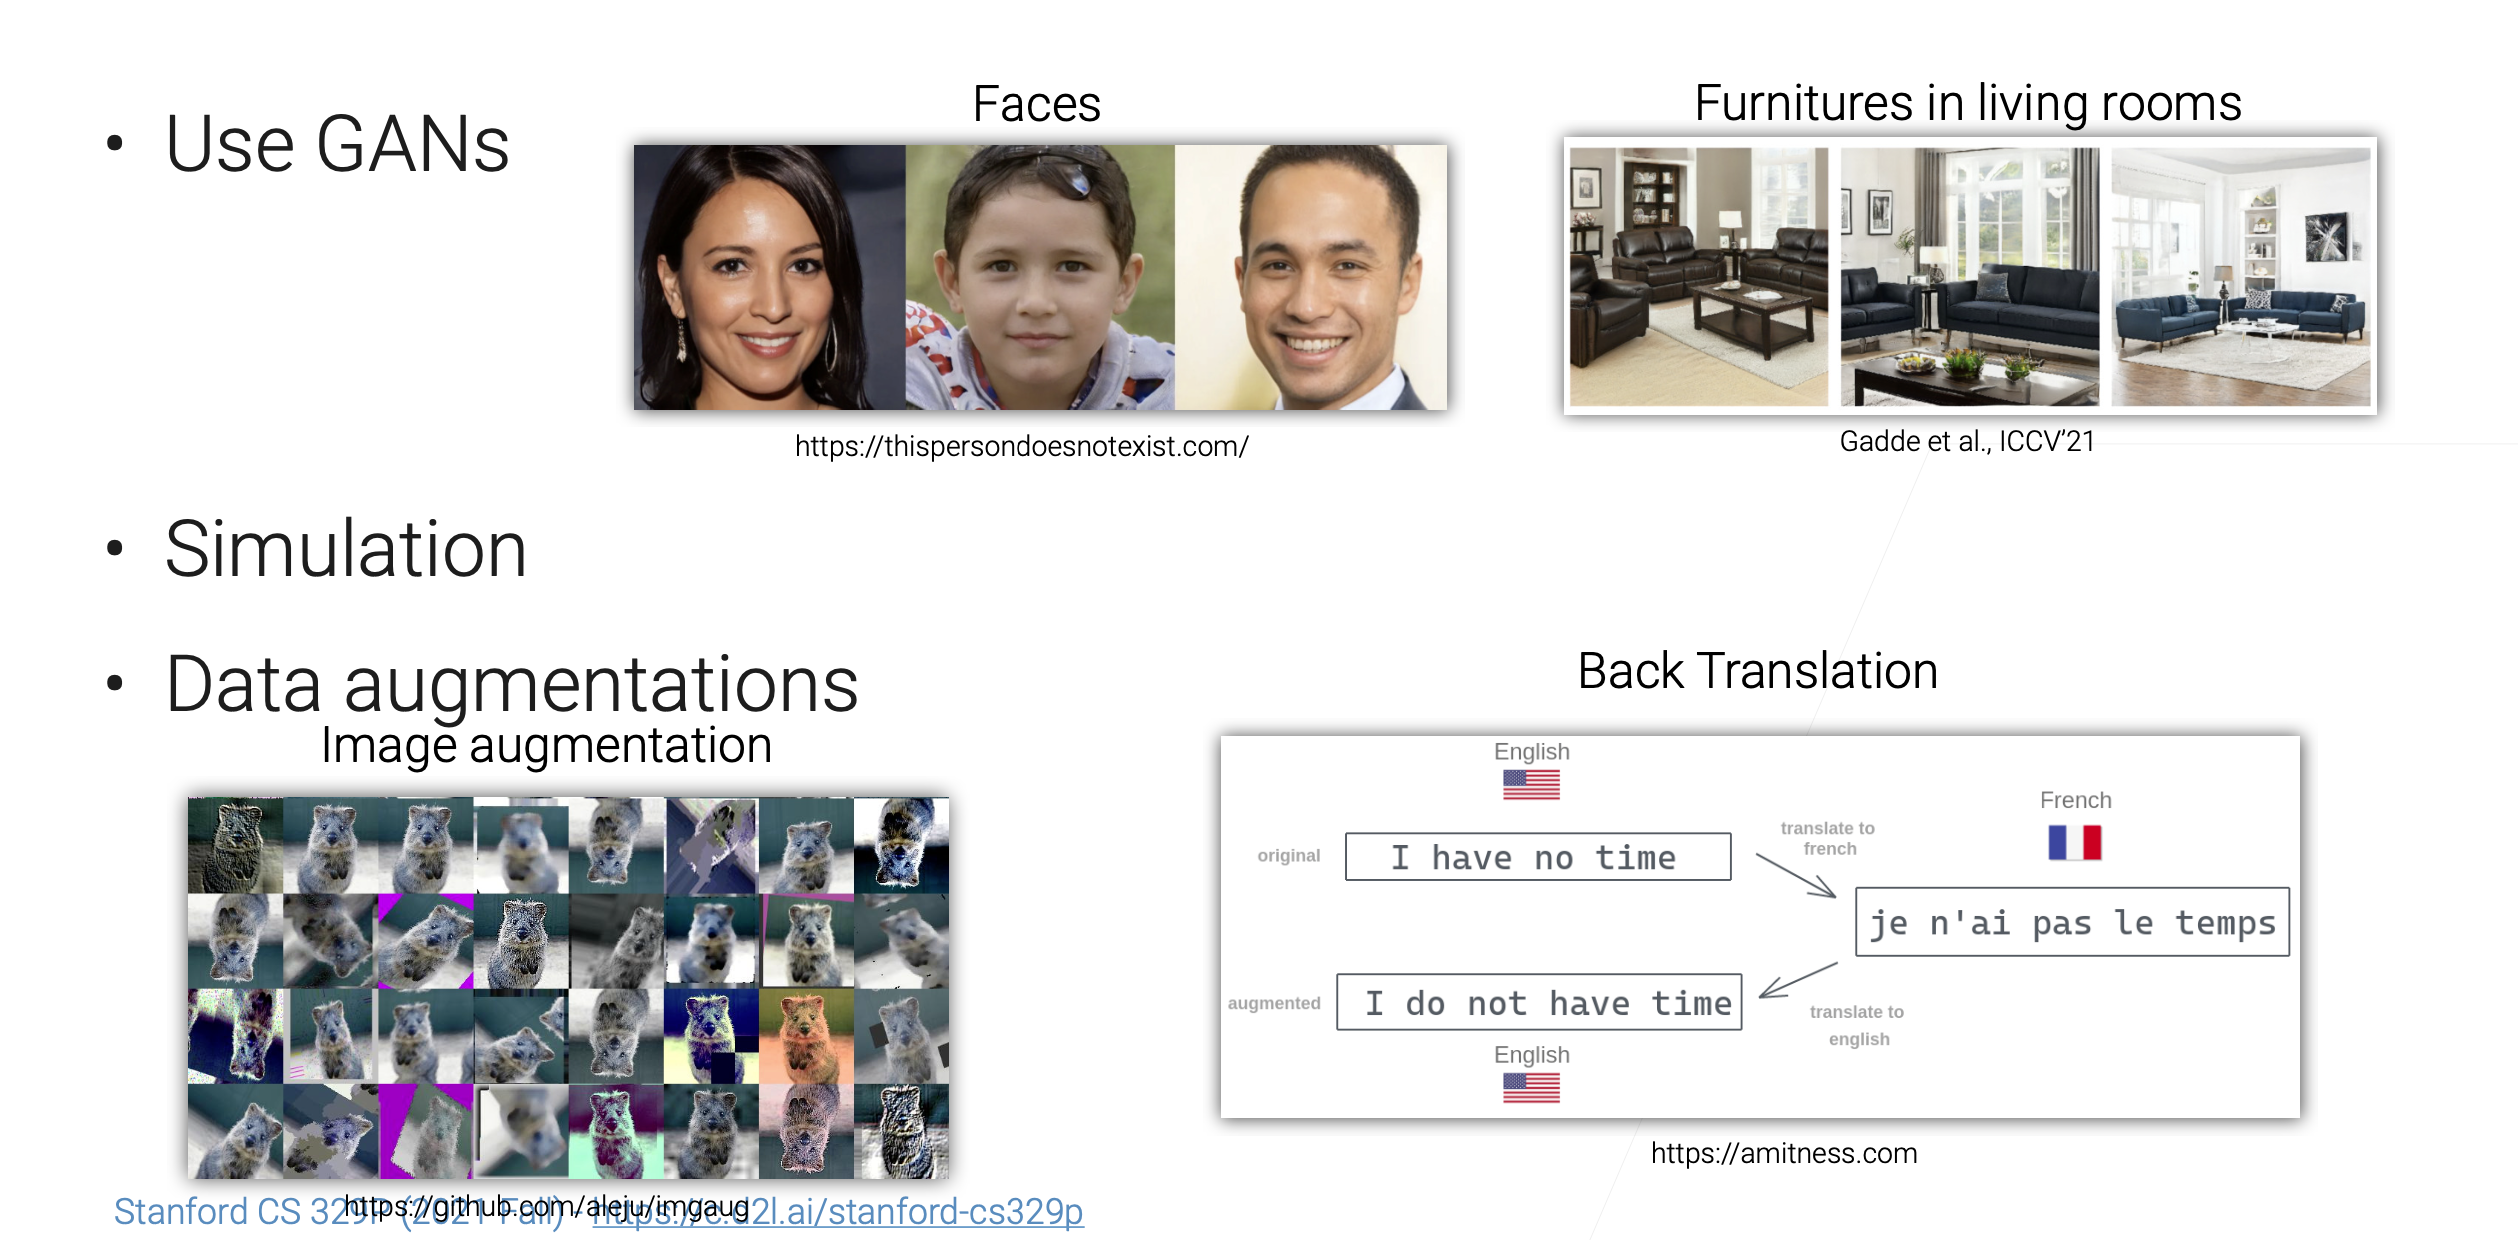 • Use GANs
Faces
https://thispersondoesnotexist.com/
Furnitures in living rooms
Gadde et al., ICCV’21
• Simulation
• Data augmentations
Image augmentation
https://github.com/aleju/imgaug
Back Translation
English
original
I have no time
translate to
french
French
je n'ai pas le temps
translate to
english
augmented
I do not have time
English
https://amitness.com
Stanford CS 329P (2021 Fall) - https://c.d2l.ai/stanford-cs329p